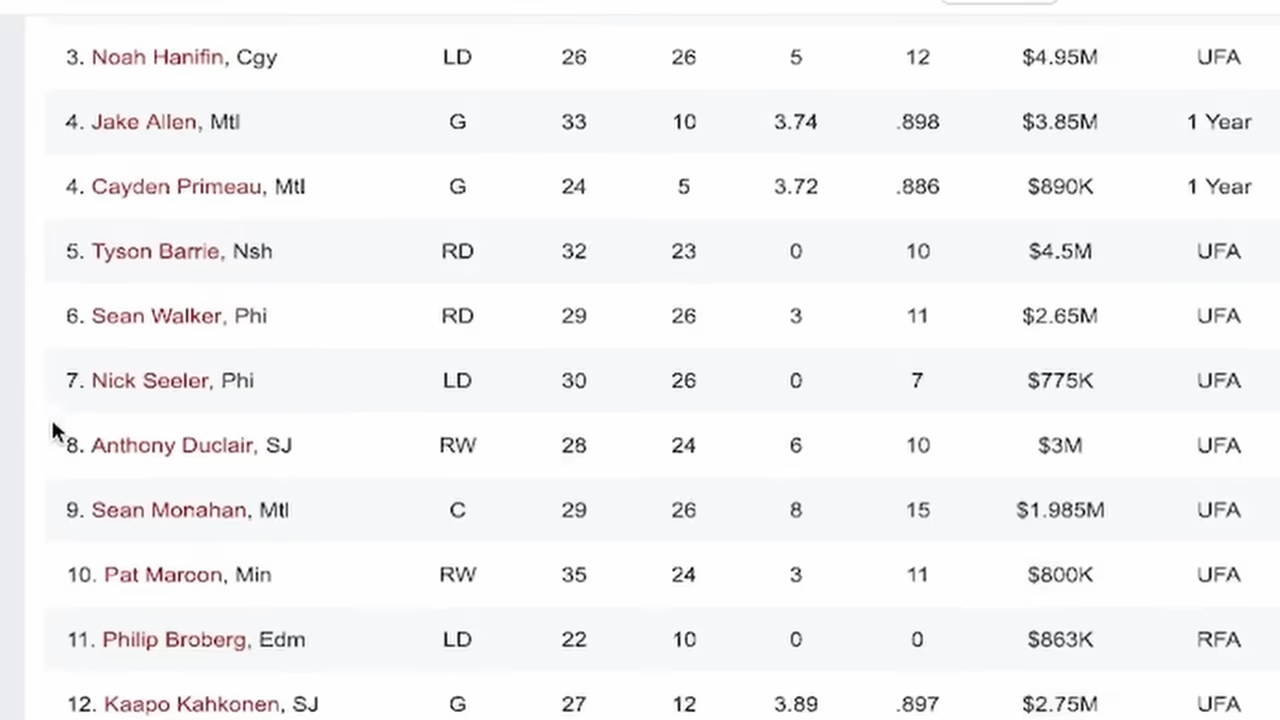 3. Noah Hanifin, Cgy LD 26 26 5 12 $4.95M UFA
4. Jake Allen, Mtl G 33 10 3.74 .898 $3.85M 1 Year
4. Cayden Primeau, Mtl G 24 5 3.72 .886 $890K 1 Year
5. Tyson Barrie, Nsh RD 32 23 0 10 $4.5M UFA
6. Sean Walker, Phi RD 29 26 3 11 $2.65M UFA
7. Nick Seeler, Phi LD 30 26 0 7 $775K UFA
8. Anthony Duclair, SJ RW 28 24 6 10 $3M UFA
9. Sean Monahan, Mtl C 29 26 8 15 $1.985M UFA
10. Pat Maroon, Min RW 35 24 3 11 $800K UFA
11. Philip Broberg, Edm LD 22 10 0 0 $863K RFA
12. Kaapo Kahkonen, SJ G 27 12 3.89 .897 $2.75M UFA